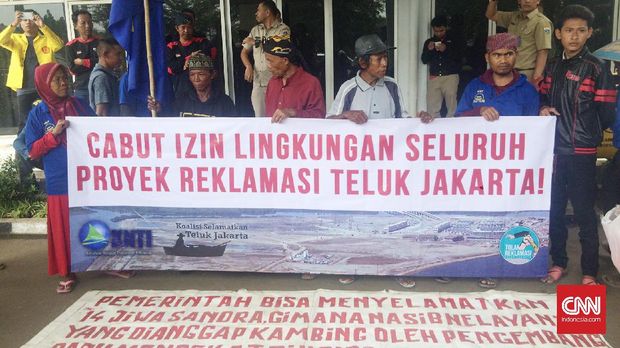 CABUT IZIN LINGKUNGAN SELURUH
PROYEK REKLAMASI TELUK JAKARTA!
KNTI
Koalisi Selamatkan
Teluk Jakarta
TOLAK
REKLAMASI
PEMERINTAH BISA MENYELAMATKAN
14 JIWA SANDRA, GIMANA NASIB NELAYAN
YANG DIANGGAP KAMBING OLEH PENGEMBANG
CNN
Indonesia.com